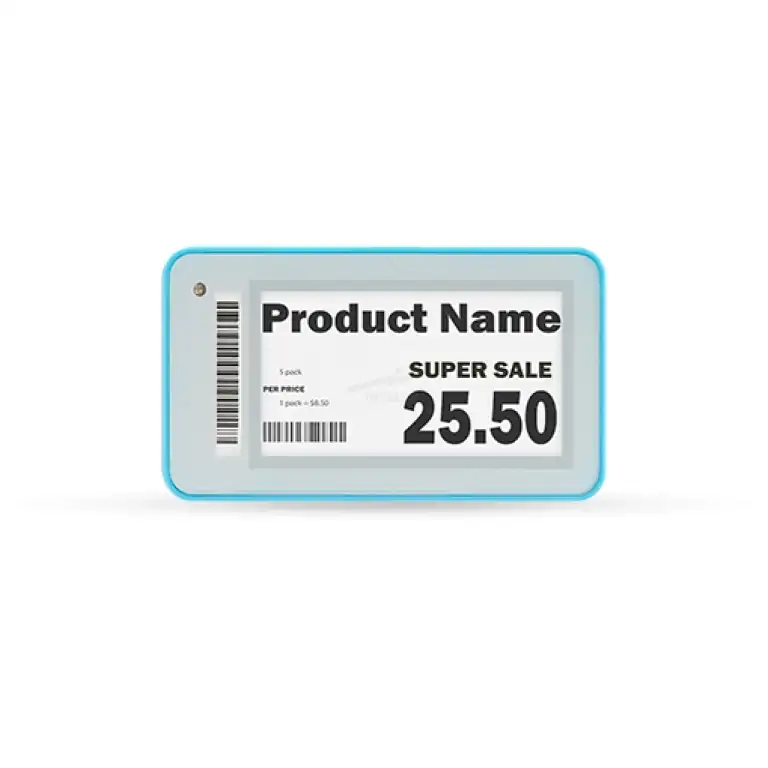 Product Name
5 pack
PER PRICE
1 pack = $8.50
SUPER SALE
25.50